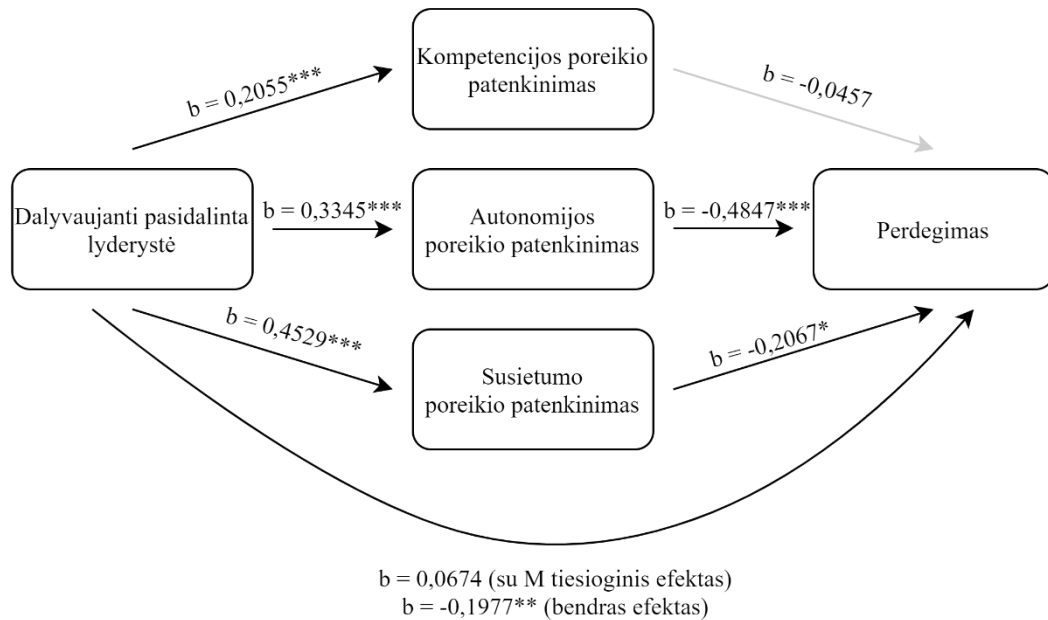 Kompetencijos poreikio
patenkinimas
b = 0,2055***
b = -0,0457
Dalyvaujanti pasidalinta
lyderystė
b = 0,3345***
Autonomijos
poreikio patenkinimas
b = -0,4847***
Perdegimas
b = 0,4529***
Susietumo
poreikio patenkinimas
b = -0,2067*
b = 0,0674 (su M tiesioginis efektas)
b = -0,1977** (bendras efektas)